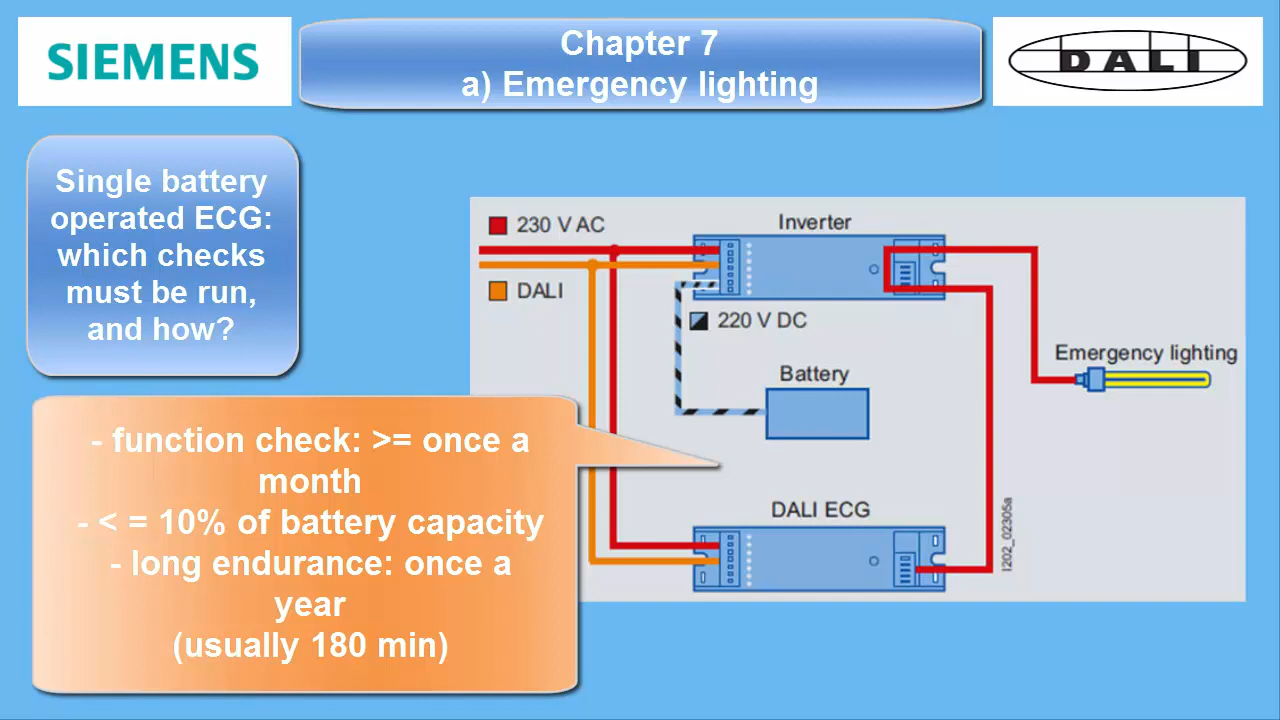 SIEMENS
Chapter 7
a) Emergency lighting
DALI
Single battery
operated ECG:
which checks
must be run,
and how?
230 V AC
DALI
Inverter
220 V DC
Battery
Emergency lighting
DALI ECG
I202_02305a
- function check: >= once a
month
- < = 10% of battery capacity
- long endurance: once a
year
(usually 180 min)